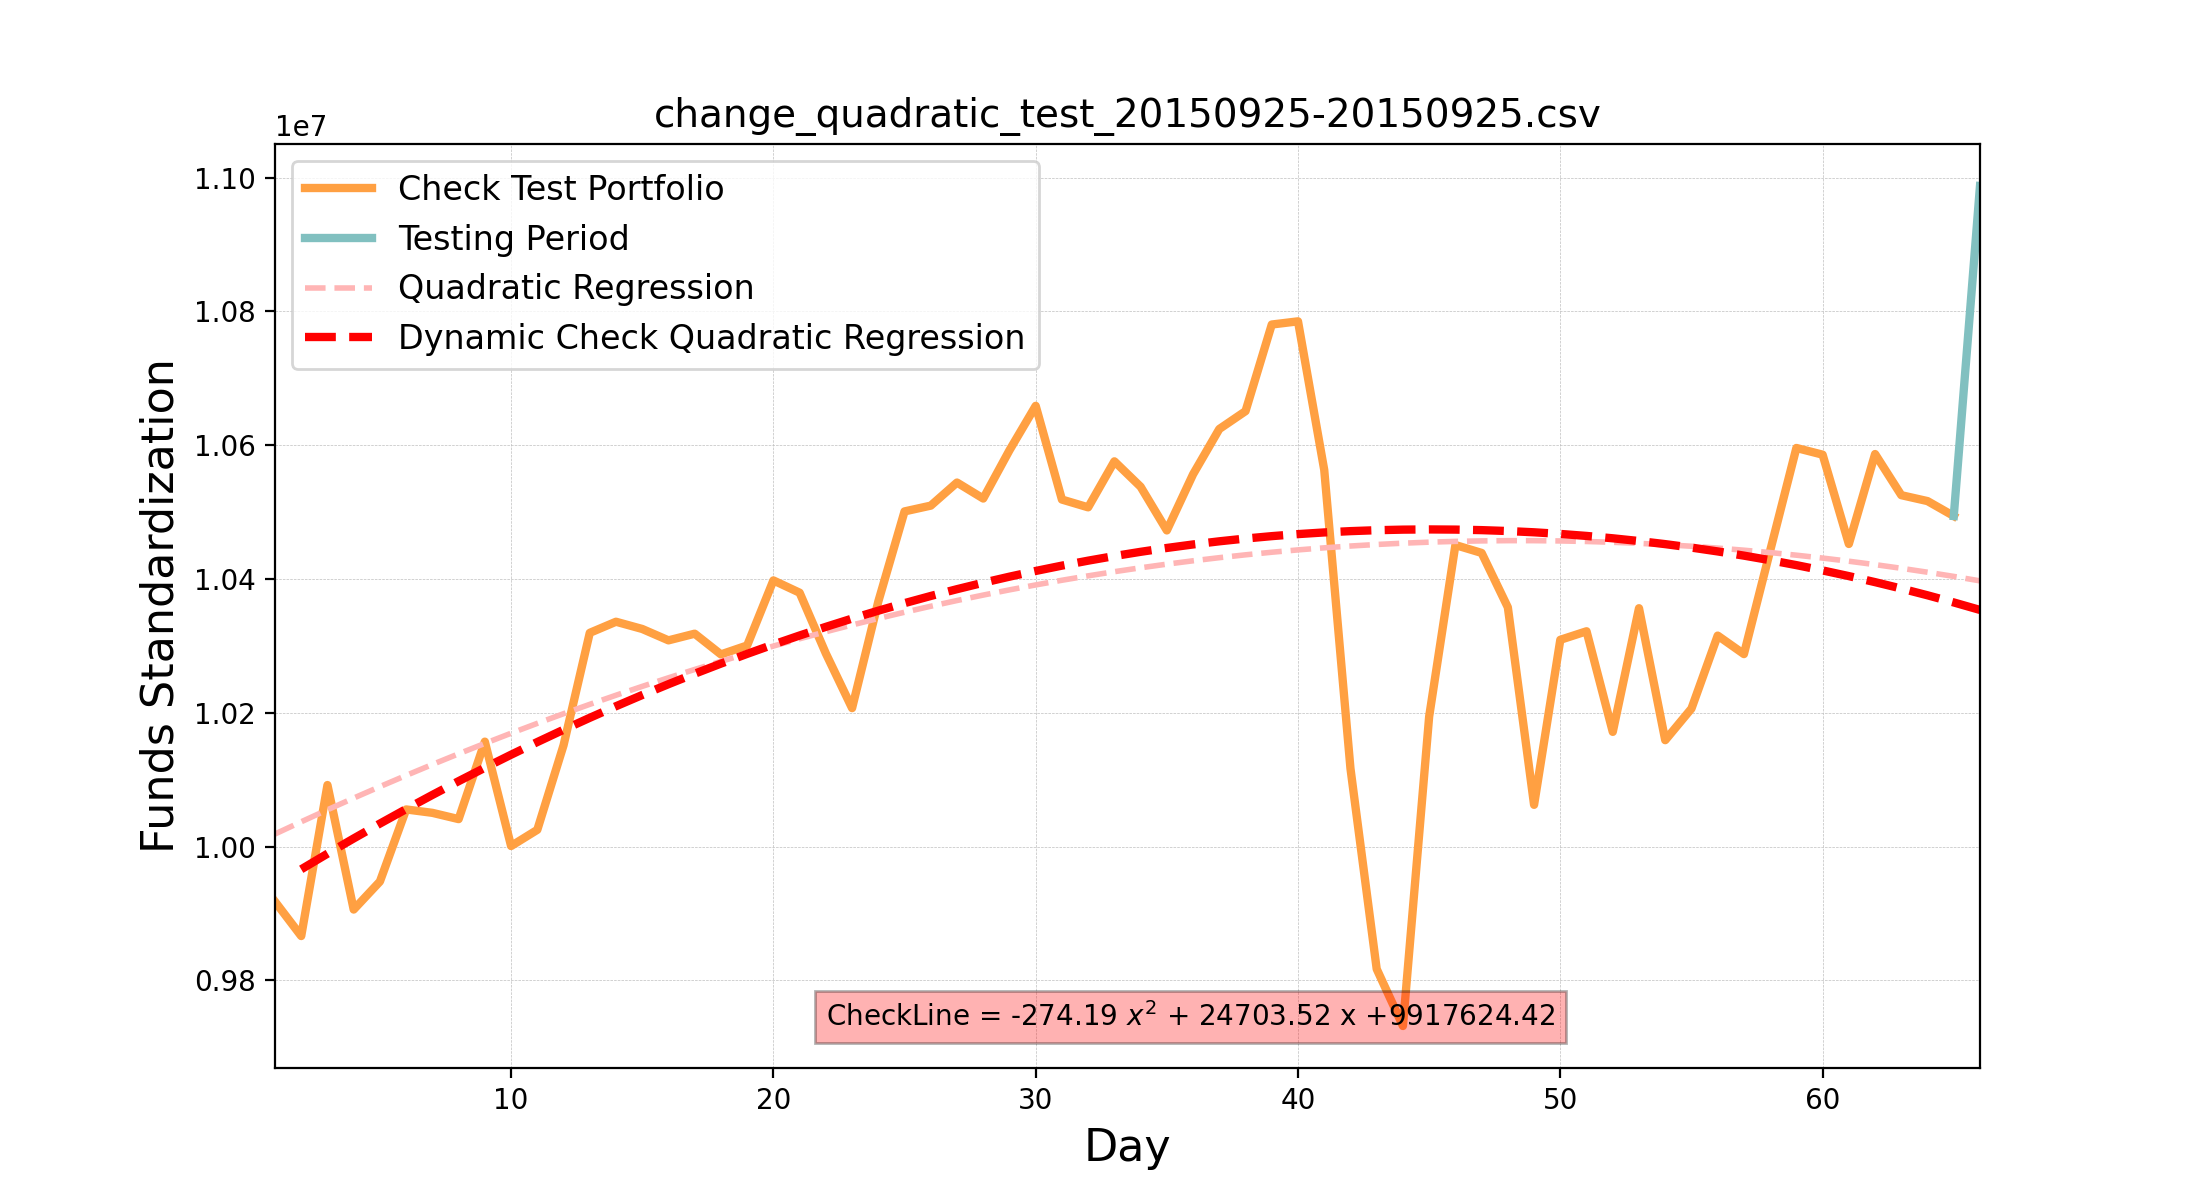 change_quadratic_test_20150925-20150925.csv
1e7
Check Test Portfolio
Testing Period
Quadratic Regression
Dynamic Check Quadratic Regression
1.10
1.08
1.06
1.04
1.02
1.00
0.98
Funds Standardization
CheckLine = -274.19 x² + 24703.52 x +9917624.42
10 20 30 40 50 60
Day